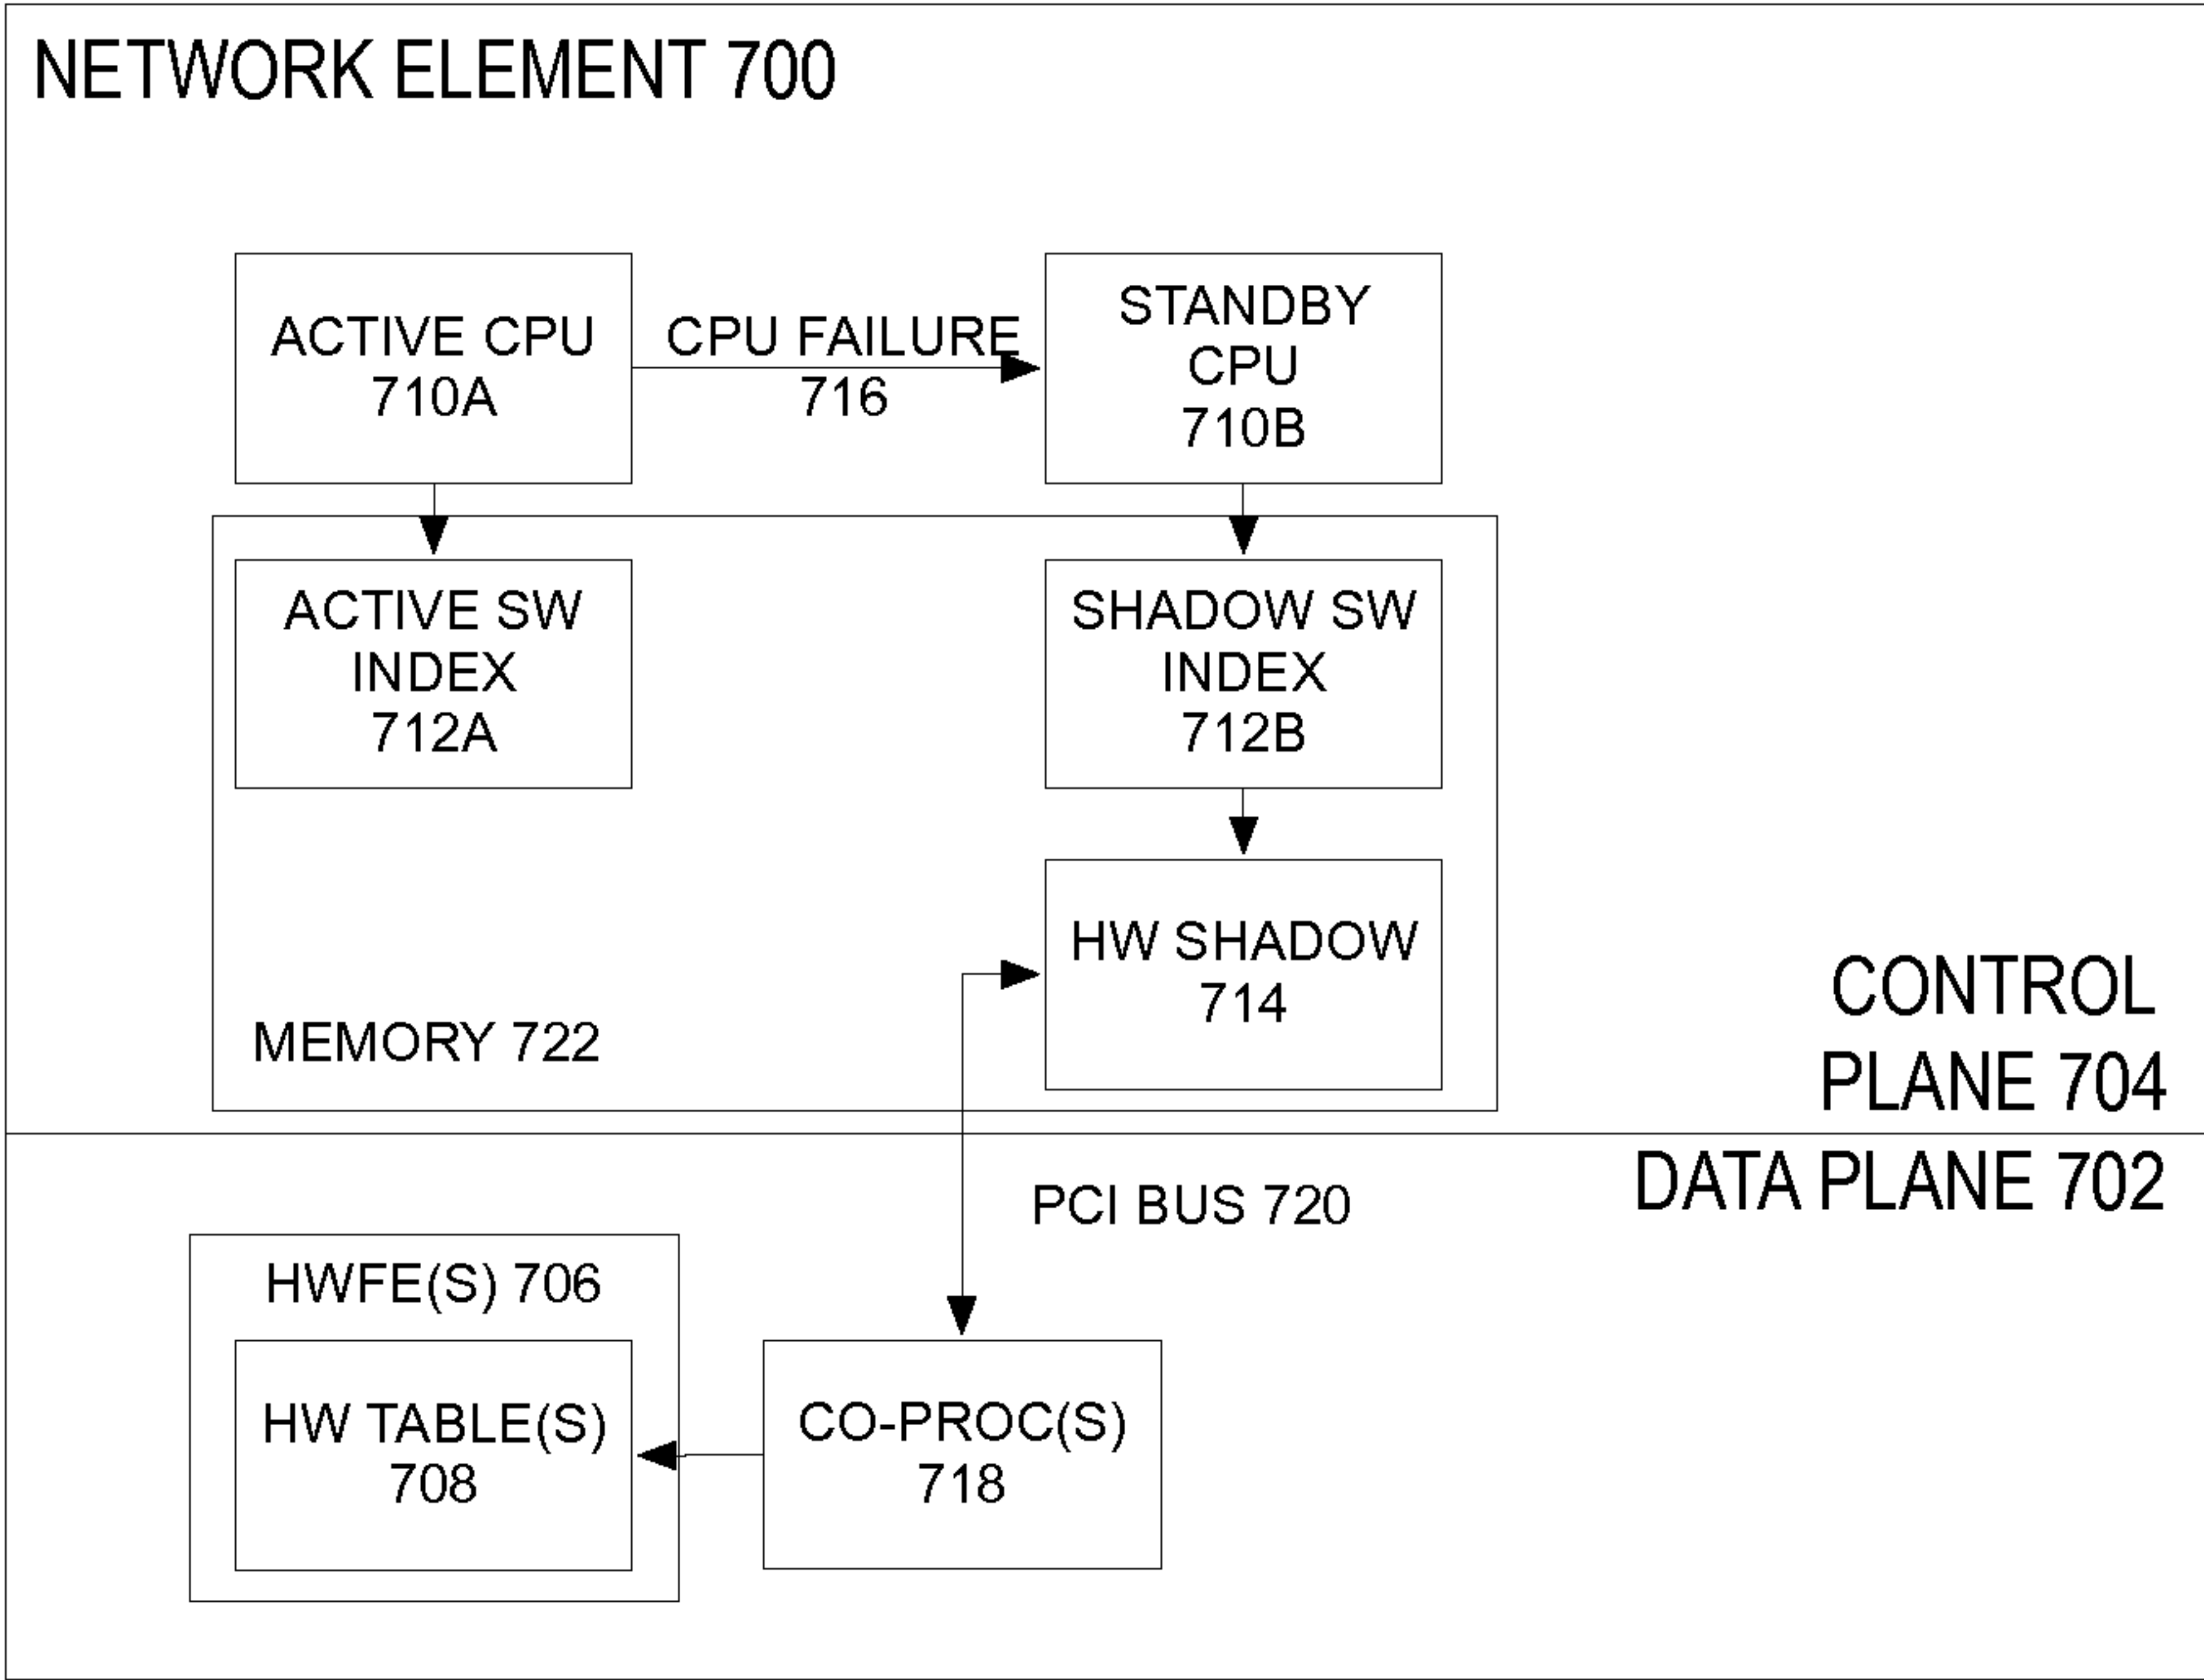 NETWORK ELEMENT 700
ACTIVE CPU
710A
CPU FAILURE
716
STANDBY
CPU
710B
ACTIVE SW
INDEX
712A
SHADOW SW
INDEX
712B
HW SHADOW
714
MEMORY 722
CONTROL
PLANE 704
DATA PLANE 702
PCI BUS 720
HWFE(S) 706
HW TABLE(S)
708
CO-PROC(S)
718